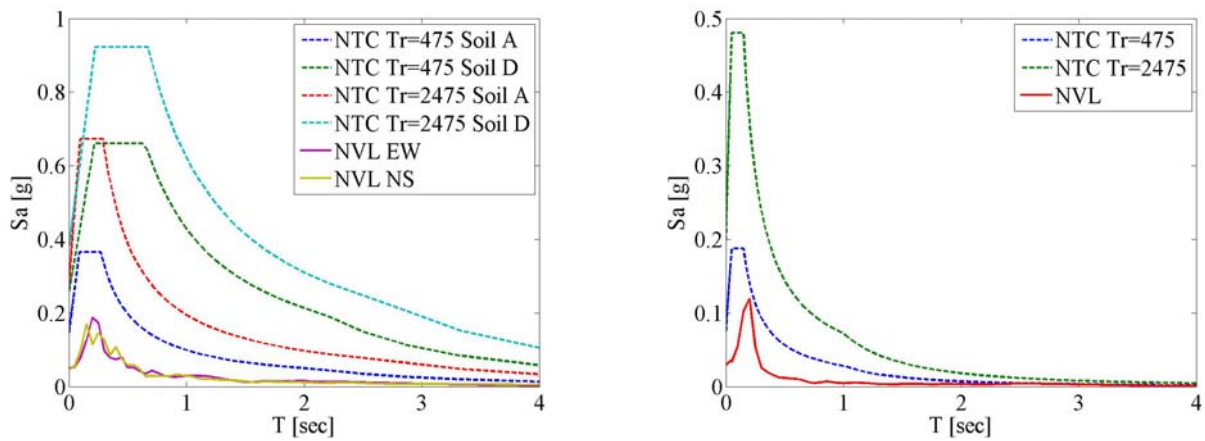 1
0.8
0.6
0.4
0.2
0
Sa [g]
NTC Tr=475 Soil A
NTC Tr=475 Soil D
NTC Tr=2475 Soil A
NTC Tr=2475 Soil D
NVL EW
NVL NS
0 1 2 3 4
T [sec]
0.5
0.4
0.3
0.2
0.1
0
Sa [g]
NTC Tr=475
NTC Tr=2475
NVL
0 1 2 3 4
T [sec]